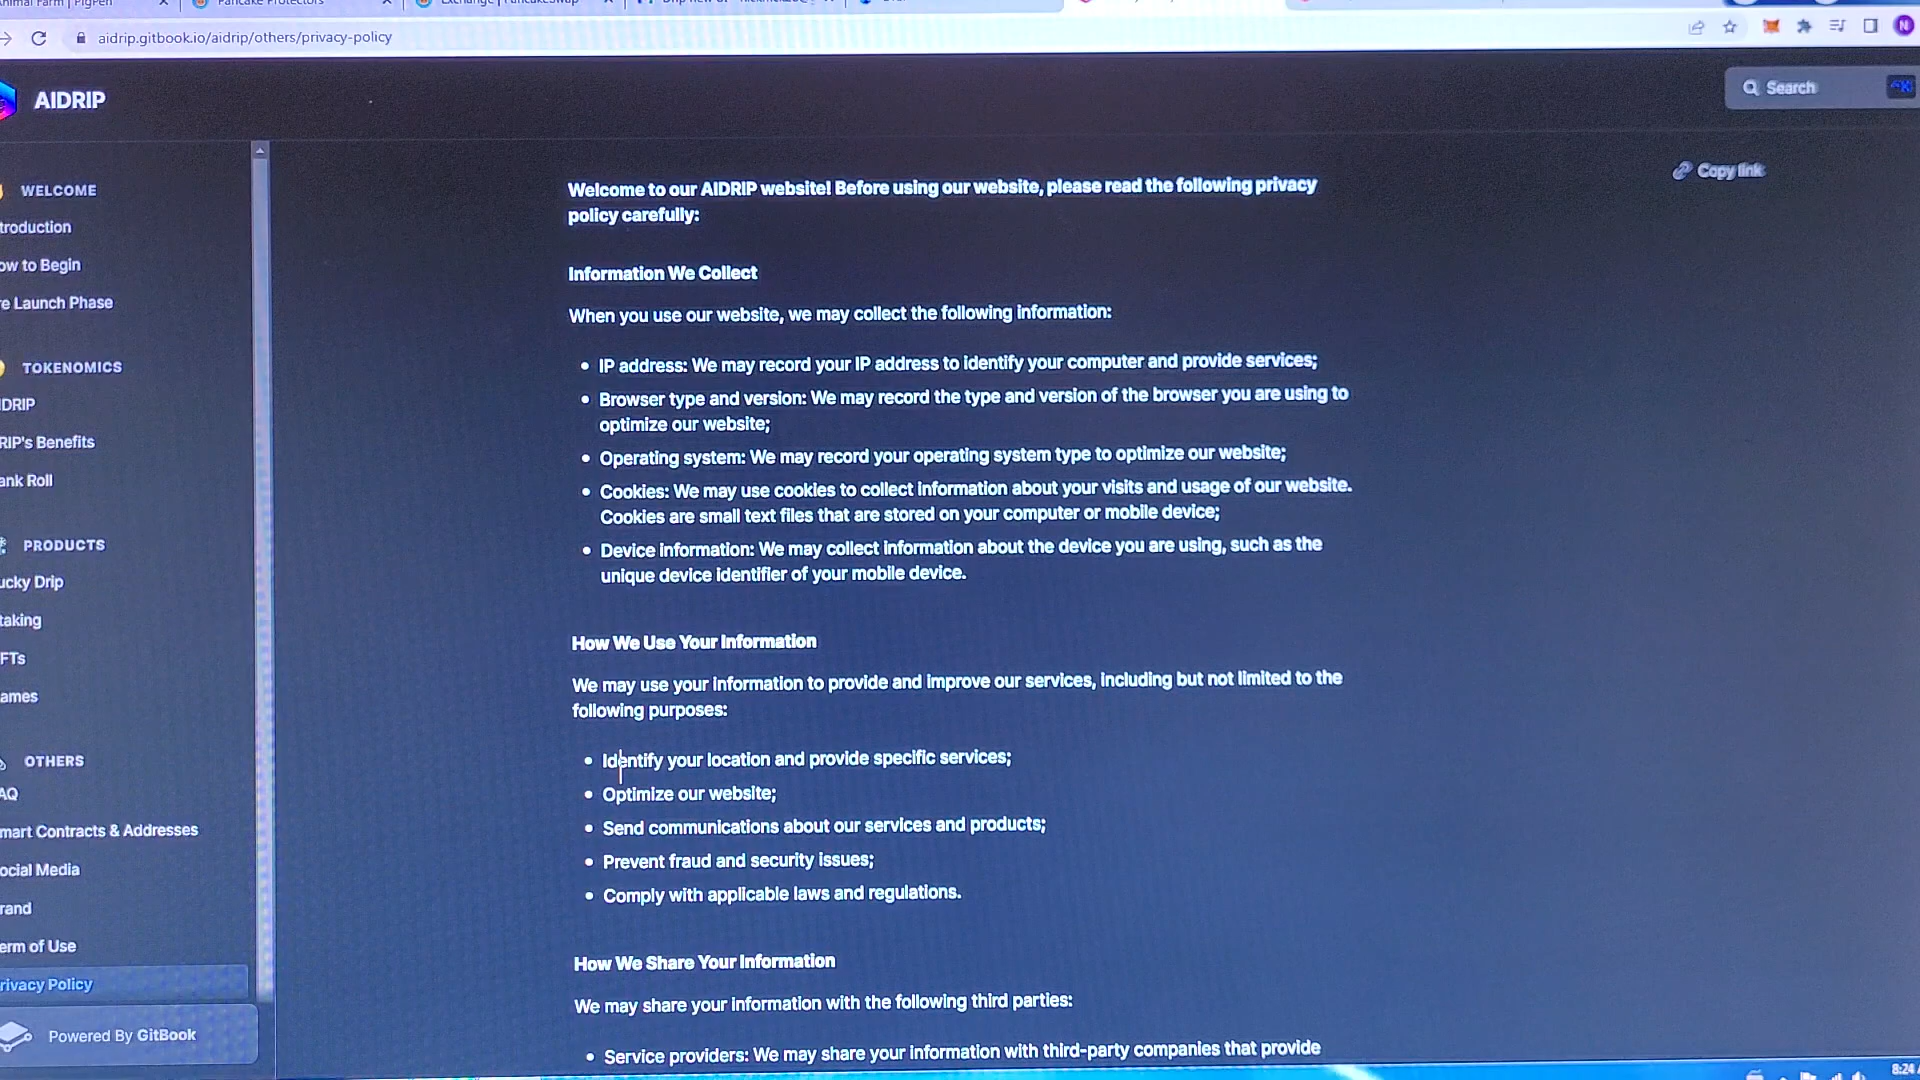 aidrip.gitbook.io/aidrip/others/privacy-policy
N
AIDRIP
Search
Copy link
WELCOME
troduction
ow to Begin
re Launch Phase
TOKENOMICS
IDRIP
RIP's Benefits
ank Roll
PRODUCTS
ucky Drip
taking
FTs
ames
OTHERS
AQ
mart Contracts & Addresses
ocial Media
rand
erm of Use
rivacy Policy
Powered By GitBook
Welcome to our AIDRIP website! Before using our website, please read the following privacy
policy carefully:
Information We Collect
When you use our website, we may collect the following information:
• IP address: We may record your IP address to identify your computer and provide services;
• Browser type and version: We may record the type and version of the browser you are using to
optimize our website;
• Operating system: We may record your operating system type to optimize our website;
• Cookies: We may use cookies to collect information about your visits and usage of our website.
Cookies are small text files that are stored on your computer or mobile device;
• Device information: We may collect information about the device you are using, such as the
unique device identifier of your mobile device.
How We Use Your Information
We may use your information to provide and improve our services, including but not limited to the
following purposes:
• Identify your location and provide specific services;
• Optimize our website;
• Send communications about our services and products;
• Prevent fraud and security issues;
• Comply with applicable laws and regulations.
How We Share Your Information
We may share your information with the following third parties:
• Service providers: We may share your information with third-party companies that provide
8:24